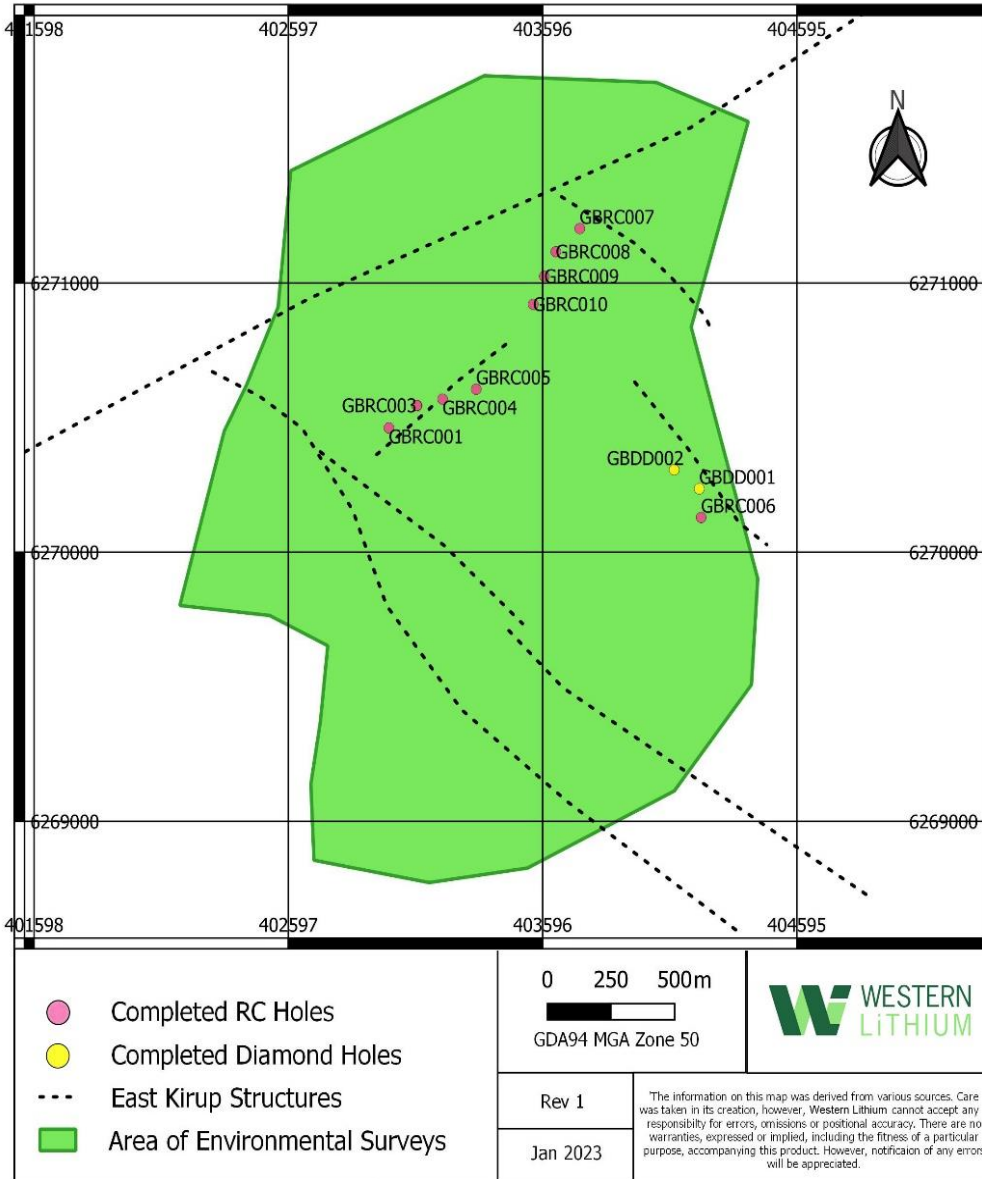 401598 402597 403596 404595
N
GBRC007
GBRC008
GBRC009
6271000 6271000
GBRC010
GBRC005
GBRC003 GBRC004
GBRC001
GBDD002
GBDD001
GBRC006
6270000 6270000
6269000 6269000
401598 402597 403596 404595
Completed RC Holes
Completed Diamond Holes
East Kirup Structures
Area of Environmental Surveys
0 250 500m
GDA94 MGA Zone 50
Rev 1
Jan 2023
WESTERN
LiTHIUM
The information on this map was derived from various sources. Care
was taken in its creation, however, Western Lithium cannot accept any
responsibilty for errors, omissions or positional accuracy. There are no
warranties, expressed or implied, including the fitness of a particular
purpose, accompanying this product. However, notificaion of any errors
will be appreciated.